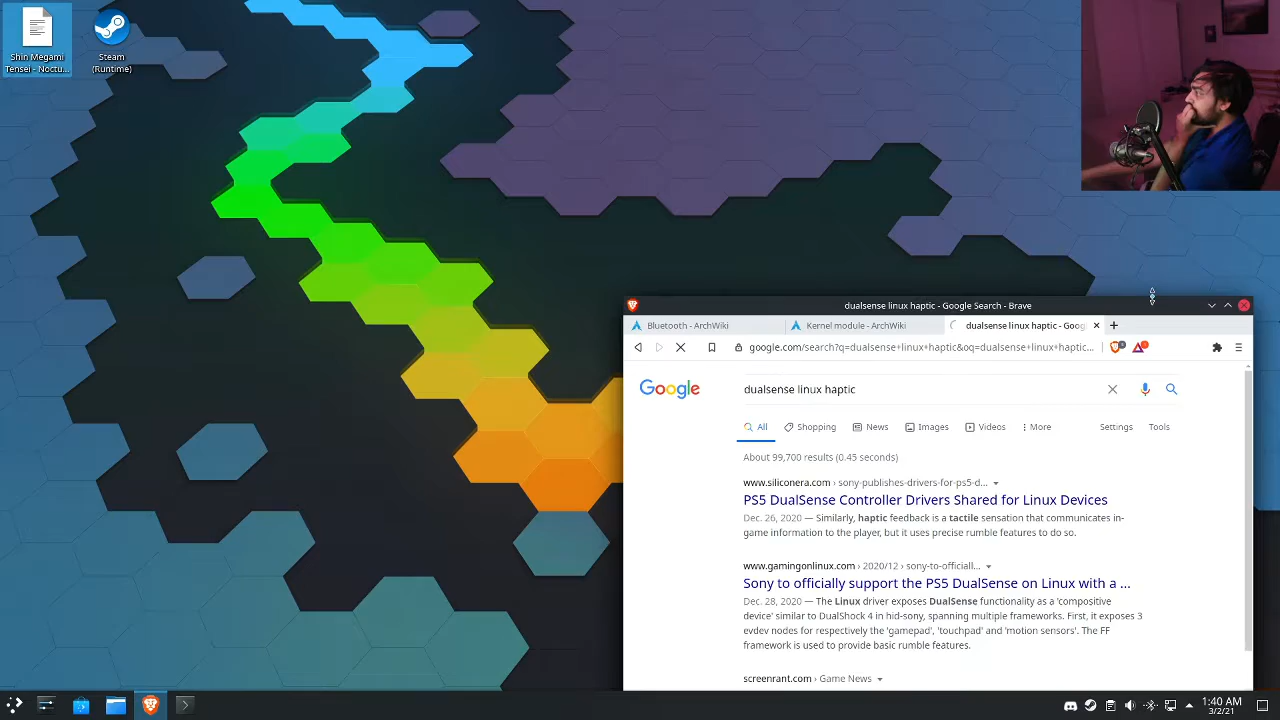 Shin Megami
Tensei - Noctu...
Steam
(Runtime)
dualsense linux haptic - Google Search - Brave
Bluetooth - ArchWiki
Kernel module - ArchWiki
dualsense linux haptic - Goog
google.com/search?q=dualsense+linux+haptic&oq=dualsense+linux+haptic...
Google
dualsense linux haptic
All
Shopping
News
Images
Videos
More
Settings
Tools
About 99,700 results (0.45 seconds)
www.siliconera.com › sony-publishes-drivers-for-ps5-d...
PS5 DualSense Controller Drivers Shared for Linux Devices
Dec. 26, 2020 — Similarly, haptic feedback is a tactile sensation that communicates in-
game information to the player, but it uses precise rumble features to do so.
www.gamingonlinux.com › 2020/12 › sony-to-officiall...
Sony to officially support the PS5 DualSense on Linux with a ...
Dec. 28, 2020 — The Linux driver exposes DualSense functionality as a 'compositive
device' similar to DualShock 4 in hid-sony, spanning multiple frameworks. First, it exposes 3
evdev nodes for respectively the 'gamepad', 'touchpad' and 'motion sensors'. The FF
framework is used to provide basic rumble features.
screenrant.com › Game News
1:40 AM
3/2/21